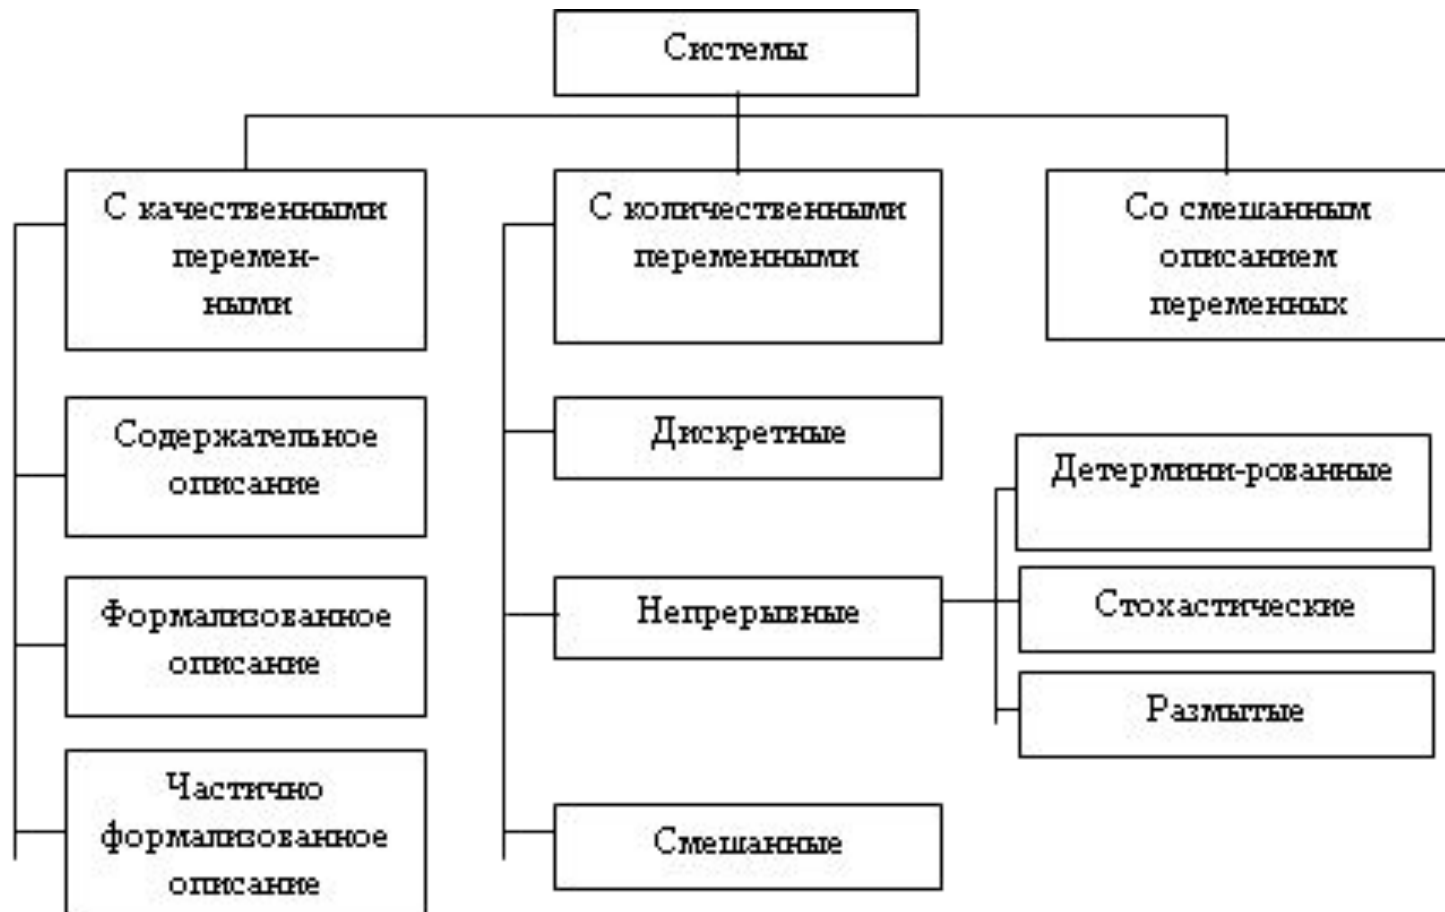 Системы
С качественными
перемен-
ными
С количественными
переменными
Со смешанным
описанием
переменных
Содержательное
описание
Дискретные
Детермини-рованные
Формализованное
описание
Непрерывные
Стохастические
Размытые
Частично
формализованное
описание
Смешанные